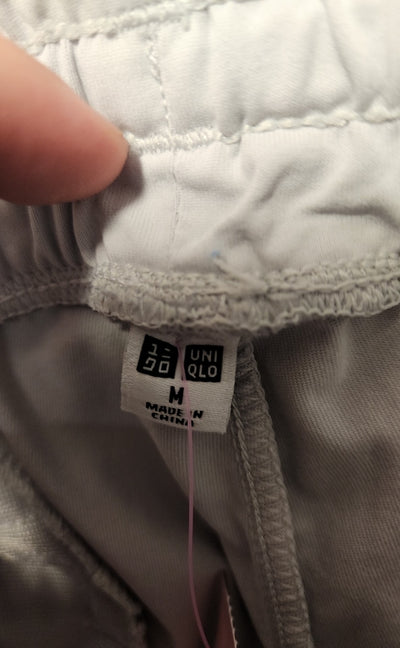 ユニ UNI
クロ QLO
M
MADE IN
CHINA